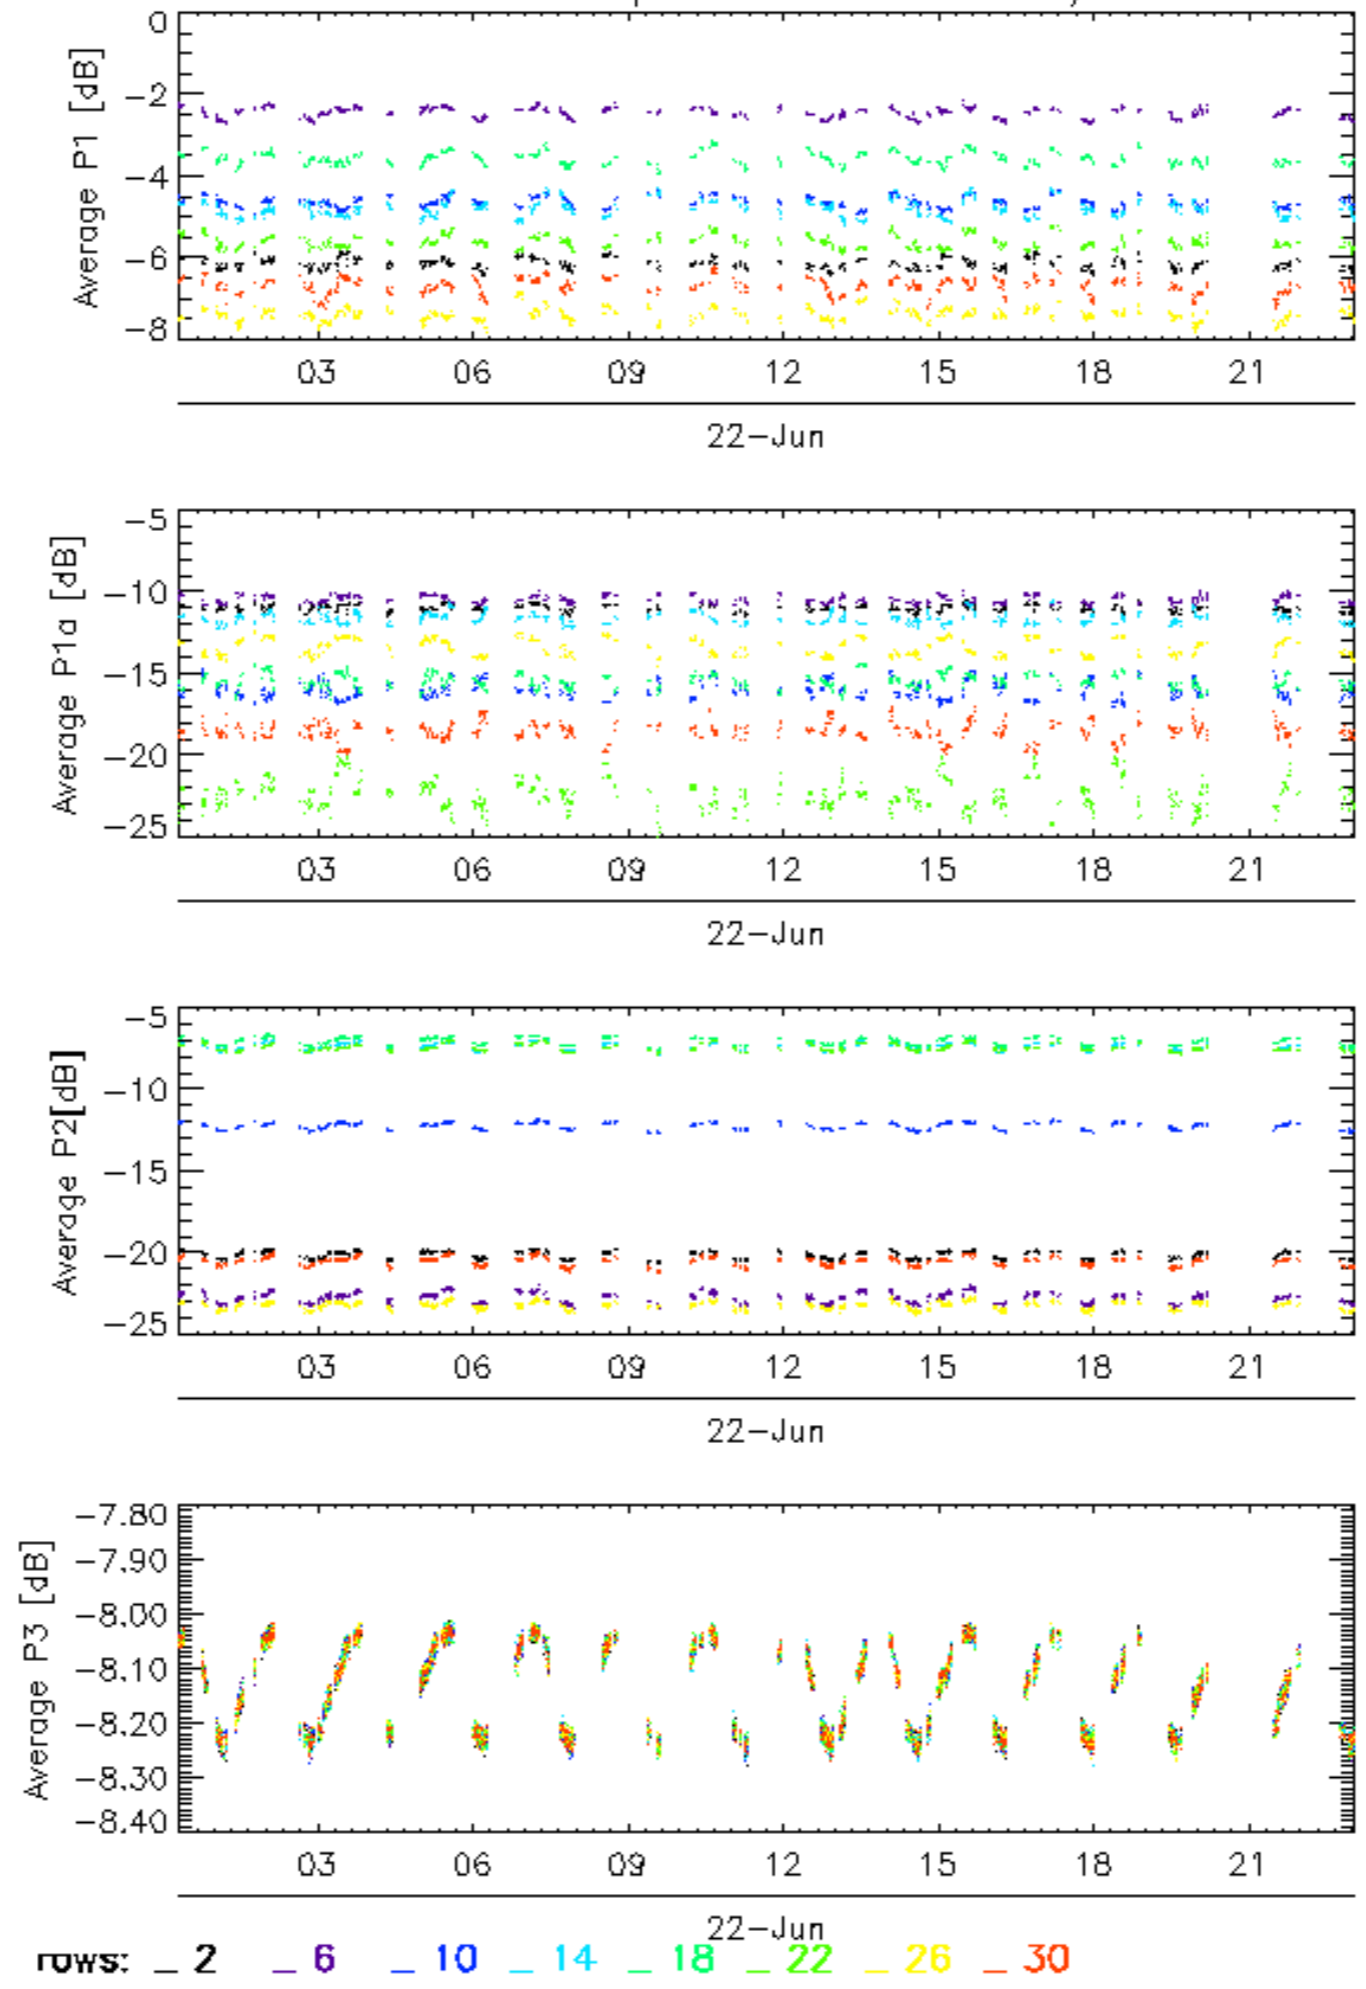 Average P1 [dB]
0
−2
−4
−6
−8
03 06 09 12 15 18 21
22−Jun
Average P1a [dB]
−5
−10
−15
−20
−25
03 06 09 12 15 18 21
22−Jun
Average P2[dB]
−5
−10
−15
−20
−25
03 06 09 12 15 18 21
22−Jun
Average P3 [dB]
−7.80
−7.90
−8.00
−8.10
−8.20
−8.30
−8.40
03 06 09 12 15 18 21
22−Jun
rows: _ 2 _ 6 _ 10 _ 14 _ 18 _ 22 _ 26 _ 30